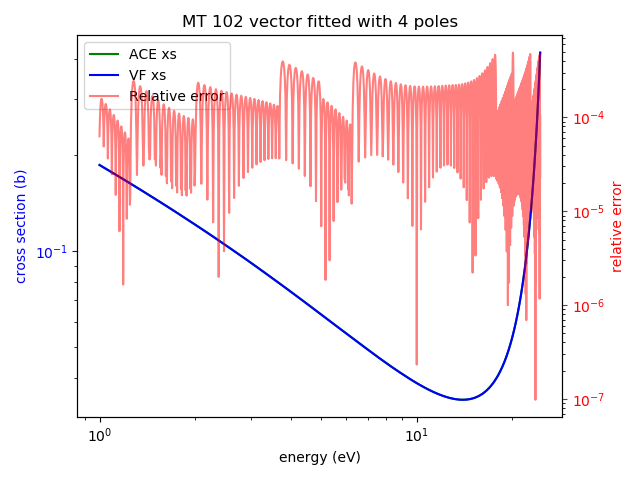 MT 102 vector fitted with 4 poles
ACE xs
VF xs
Relative error
cross section (b)
10⁻¹
10⁻⁴
10⁻⁵
10⁻⁶
10⁻⁷
relative error
10⁰
10¹
energy (eV)